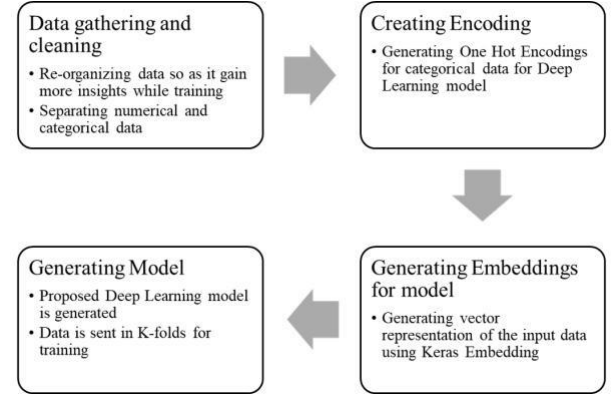 Data gathering and
cleaning
• Re-organizing data so as it gain
more insights while training
• Separating numerical and
categorical data
Creating Encoding
• Generating One Hot Encodings
for categorical data for Deep
Learning model
Generating Embeddings
for model
• Generating vector
representation of the input data
using Keras Embedding
Generating Model
• Proposed Deep Learning model
is generated
• Data is sent in K-folds for
training